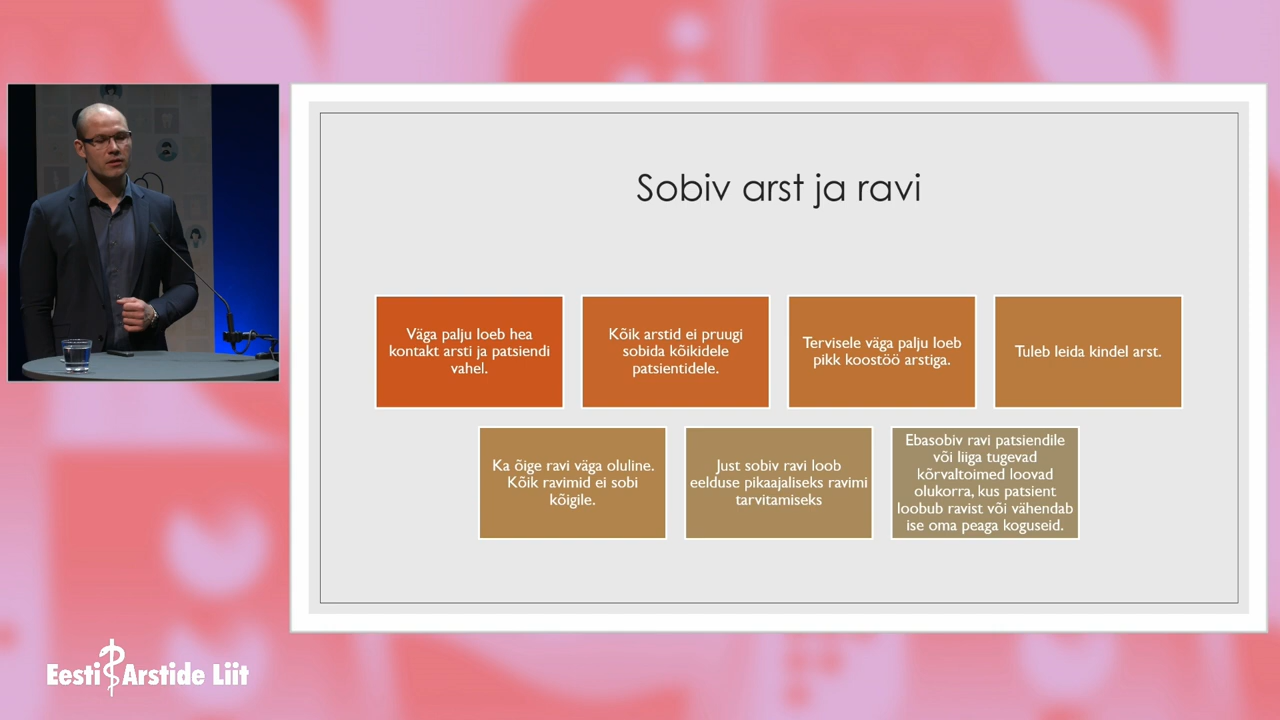 Sobiv arst ja ravi
Väga palju loeb hea
kontakt arsti ja patsiendi
vahel.
Kõik arstid ei pruugi
sobida kõikidele
patsientidele.
Tervisele väga palju loeb
pikk koostöö arstiga.
Tuleb leida kindel arst.
Ka õige ravi väga oluline.
Kõik ravimid ei sobi
kõigile.
Just sobiv ravi loob
eelduse pikaajaliseks ravimi
tarvitamiseks
Ebasobiv ravi patsiendile
või liiga tugevad
kõrvaltoimed loovad
olukorra, kus patsient
loobub ravist või vähendab
ise oma peaga koguseid.
Eesti Arstide Liit